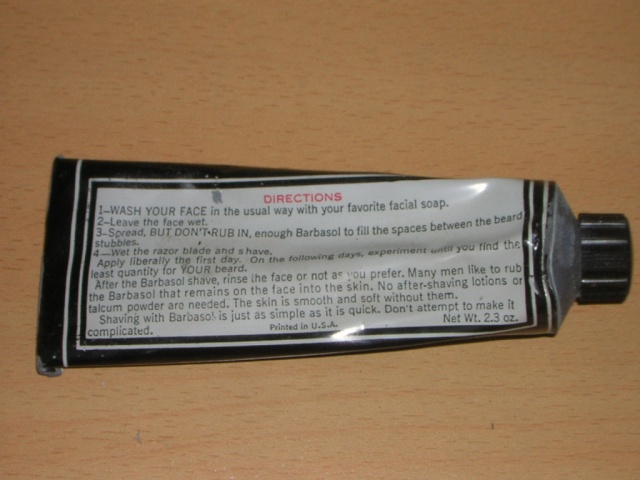 DIRECTIONS
1—WASH YOUR FACE in the usual way with your favorite facial soap.
2—Leave the face wet.
3—Spread, BUT DON'T RUB IN, enough Barbasol to fill the spaces between the beard
stubbles.
4—Wet the razor blade and shave.
Apply liberally the first day. On the following days, experiment until you find the
least quantity for YOUR beard.
After the Barbasol shave, rinse the face or not as you prefer. Many men like to rub
the Barbasol that remains on the face into the skin. No after-shaving lotions or
talcum powder are needed. The skin is smooth and soft without them.
Shaving with Barbasol is just as simple as it is quick. Don't attempt to make it
complicated.
Printed in U.S.A.
Net Wt. 2.3 oz.